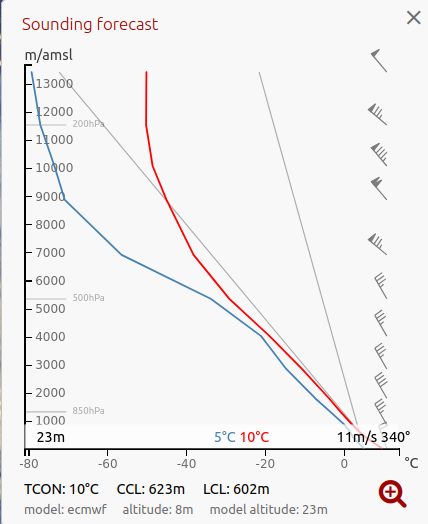 Sounding forecast
m/amsl
13000
12000
200hPa
11000
10000
9000
8000
7000
6000
500hPa
5000
4000
3000
2000
850hPa
1000
23m 5°C 10°C 11m/s 340°
-80 -60 -40 -20 0 °C
TCON: 10°C CCL: 623m LCL: 602m
model: ecmwf altitude: 8m model altitude: 23m